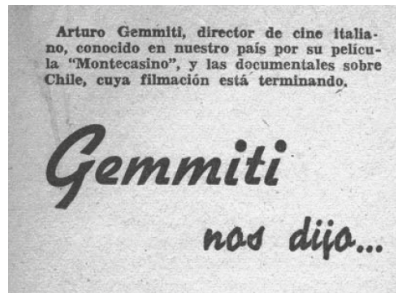 Arturo Gemmiti, director de cine italia-
no, conocido en nuestro país por su pelícu-
la "Montecasino", y las documentales sobre
Chile, cuya filmación está terminando.
Gemmiti
nos dijo...